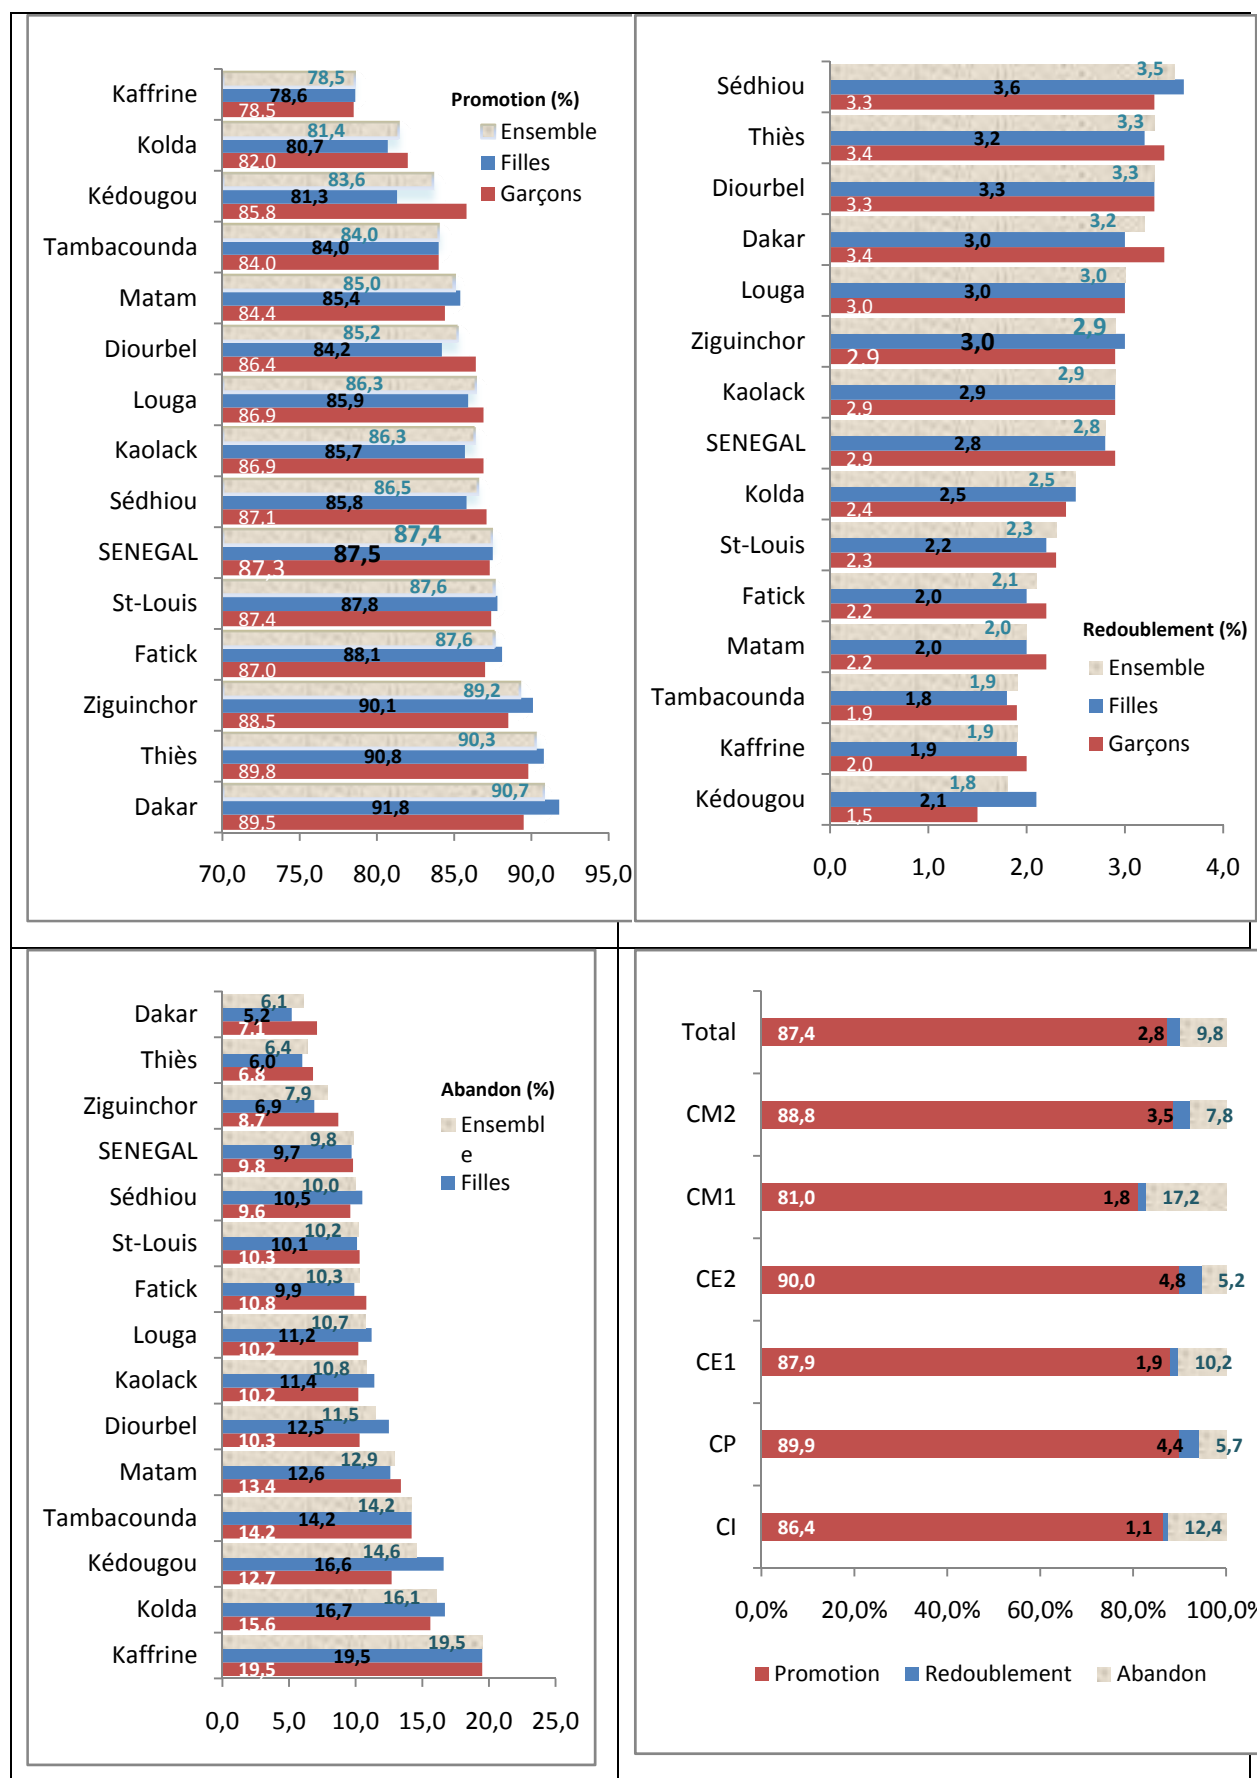 Kaffrine 78,5 78,6 78,5
Kolda 81,4 80,7 82,0
Kédougou 83,6 81,3 85,8
Tambacounda 84,0 84,0 84,0
Matam 85,0 85,4 84,4
Diourbel 85,2 84,2 86,4
Louga 86,3 85,9 86,9
Kaolack 86,3 85,7 86,9
Sédhiou 86,5 85,8 87,1
SENEGAL 87,4 87,5 87,3
St-Louis 87,6 87,8 87,4
Fatick 87,6 88,1 87,0
Ziguinchor 89,2 90,1 88,5
Thiès 90,3 90,8 89,8
Dakar 90,7 91,8 89,5
70,0 75,0 80,0 85,0 90,0 95,0
Promotion (%)
Ensemble
Filles
Garçons
Sédhiou 3,5 3,6 3,3
Thiès 3,3 3,2 3,4
Diourbel 3,3 3,3 3,3
Dakar 3,2 3,0 3,4
Louga 3,0 3,0 3,0
Ziguinchor 2,9 3,0 2,9
Kaolack 2,9 2,9 2,9
SENEGAL 2,8 2,8 2,9
Kolda 2,5 2,5 2,4
St-Louis 2,3 2,2 2,3
Fatick 2,1 2,0 2,2
Matam 2,0 2,0 2,2
Tambacounda 1,9 1,8 1,9
Kaffrine 1,9 1,9 2,0
Kédougou 1,8 2,1 1,5
0,0 1,0 2,0 3,0 4,0
Redoublement (%)
Ensemble
Filles
Garçons
Dakar 6,1 5,2 7,1
Thiès 6,4 6,0 6,8
Ziguinchor 7,9 6,9 8,7
SENEGAL 9,8 9,7 9,8
Sédhiou 10,0 10,5 9,6
St-Louis 10,2 10,1 10,3
Fatick 10,3 9,9 10,8
Louga 10,7 11,2 10,2
Kaolack 10,8 11,4 10,2
Diourbel 11,5 12,5 10,3
Matam 12,9 12,6 13,4
Tambacounda 14,2 14,2 14,2
Kédougou 14,6 16,6 12,7
Kolda 16,1 16,7 15,6
Kaffrine 19,5 19,5 19,5
0,0 5,0 10,0 15,0 20,0 25,0
Abandon (%)
Ensembl
e
Filles
Total 87,4 2,8 9,8
CM2 88,8 3,5 7,8
CM1 81,0 1,8 17,2
CE2 90,0 4,8 5,2
CE1 87,9 1,9 10,2
CP 89,9 4,4 5,7
CI 86,4 1,1 12,4
0,0% 20,0% 40,0% 60,0% 80,0% 100,0%
Promotion Redoublement Abandon